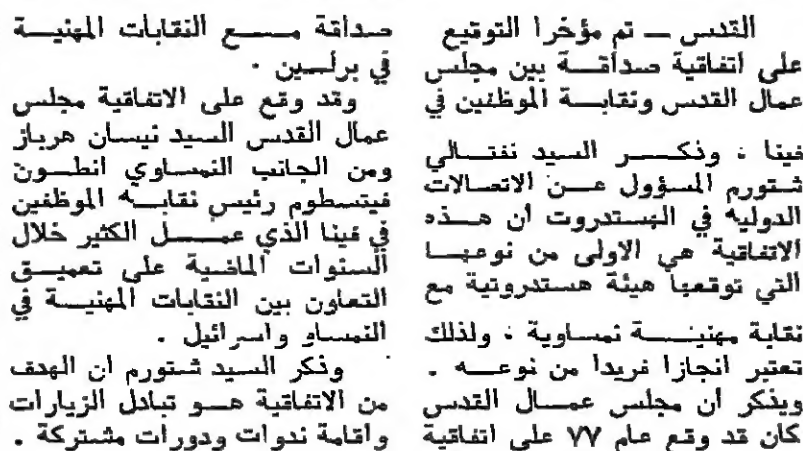 القدس ــ تم مؤخرا التوقيع
على اتفاقية صداقة بين مجلس
عمال القدس ونقابة الموظفين في
فينا ، وذكر السيد نفتالي
شتورم المسؤول عن الاتصالات
الدوليه في الهستدروت أن هذه
الاتفاقية هي الاولى من نوعها
التي توقعها هيئة هستدروتية مع
نقابة مهنية نمساوية ، ولذلك
تعتبر انجازا فريدا من نوعه .
ويذكر أن مجلس عمال القدس
كان قد وقع عام ٧٧ على اتفاقية
صداقة مع النقابات المهنية
في برلين .
وقد وقع على الاتفاقية مجلس
عمال القدس السيد نيسان هرباز
ومن الجانب النمساوي انطون
فيتسطوم رئيس نقابه الموظفين
في فينا الذي عمل الكثير خلال
السنوات الماضية على تعميق
التعاون بين النقابات المهنية في
النمساو واسرائيل .
وذكر السيد شتورم ان الهدف
من الاتفاقية هو تبادل الزيارات
واقامة ندوات ودورات مشتركة .